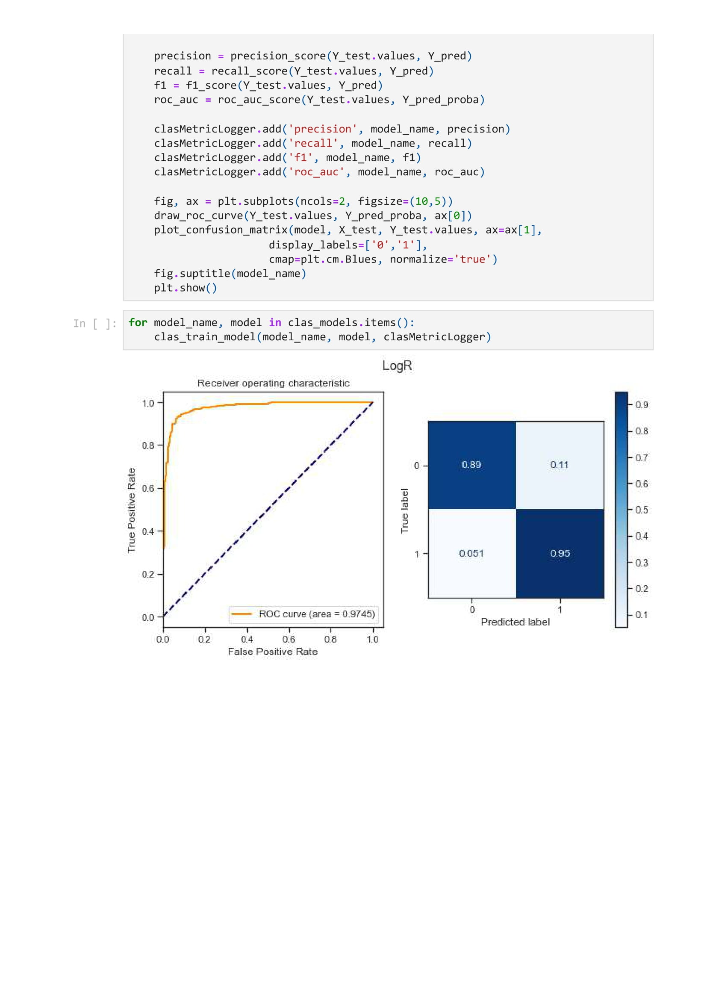 precision = precision_score(Y_test.values, Y_pred)
recall = recall_score(Y_test.values, Y_pred)
f1 = f1_score(Y_test.values, Y_pred)
roc_auc = roc_auc_score(Y_test.values, Y_pred_proba)
clasMetricLogger.add('precision', model_name, precision)
clasMetricLogger.add('recall', model_name, recall)
clasMetricLogger.add('f1', model_name, f1)
clasMetricLogger.add('roc_auc', model_name, roc_auc)
fig, ax = plt.subplots(ncols=2, figsize=(10,5))
draw_roc_curve(Y_test.values, Y_pred_proba, ax[0])
plot_confusion_matrix(model, X_test, Y_test.values, ax=ax[1],
display_labels=['0','1'],
cmap=plt.cm.Blues, normalize='true')
fig.suptitle(model_name)
plt.show()
In [ ]: for model_name, model in clas_models.items():
clas_train_model(model_name, model, clasMetricLogger)
LogR
Receiver operating characteristic
1.0
0.8
0.6
0.4
0.2
0.0
True Positive Rate
ROC curve (area = 0.9745)
0.0 0.2 0.4 0.6 0.8 1.0
False Positive Rate
True label
0
1
0.89 0.11
0.051 0.95
0 1
Predicted label
0.9
0.8
0.7
0.6
0.5
0.4
0.3
0.2
0.1